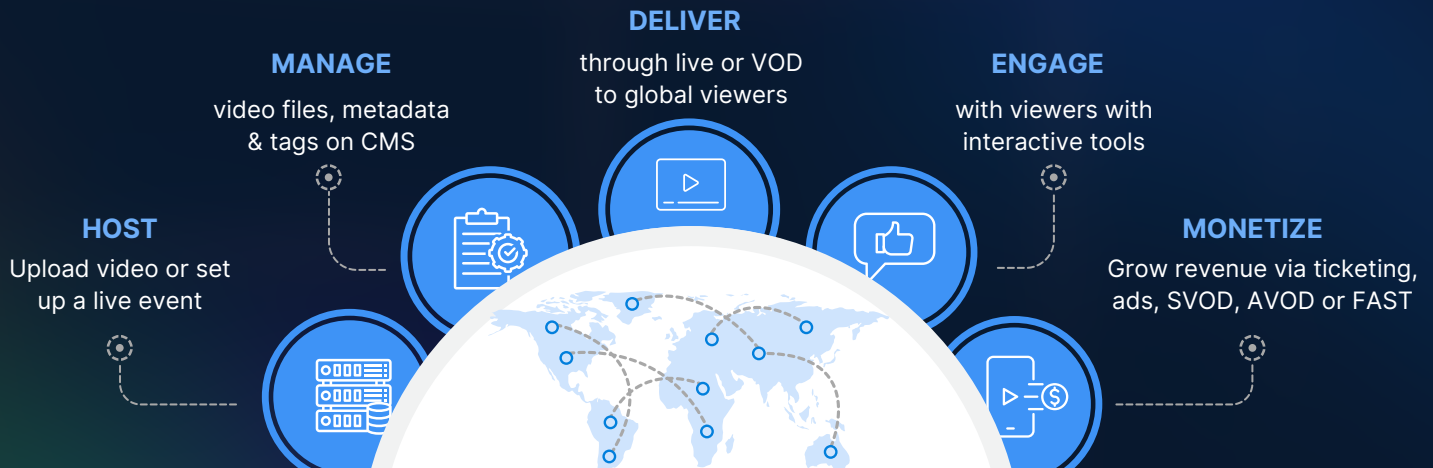 HOST
Upload video or set
up a live event
MANAGE
video files, metadata
& tags on CMS
DELIVER
through live or VOD
to global viewers
ENGAGE
with viewers with
interactive tools
MONETIZE
Grow revenue via ticketing,
ads, SVOD, AVOD or FAST
$